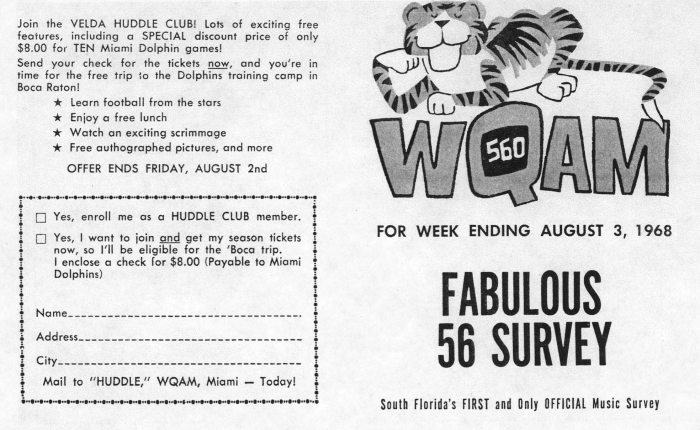 Join the VELDA HUDDLE CLUB! Lots of exciting free
features, including a SPECIAL discount price of only
$8.00 for TEN Miami Dolphin games!
Send your check for the tickets now, and you're in
time for the free trip to the Dolphins training camp in
Boca Raton!
★ Learn football from the stars
★ Enjoy a free lunch
★ Watch an exciting scrimmage
★ Free authographed pictures, and more
OFFER ENDS FRIDAY, AUGUST 2nd
☐ Yes, enroll me as a HUDDLE CLUB member.
☐ Yes, I want to join and get my season tickets
now, so I'll be eligible for the 'Boca trip.
I enclose a check for $8.00 (Payable to Miami
Dolphins)
Name
Address
City
Mail to "HUDDLE," WQAM, Miami — Today!
WQAM
560
FOR WEEK ENDING AUGUST 3, 1968
FABULOUS
56 SURVEY
South Florida's FIRST and Only OFFICIAL Music Survey